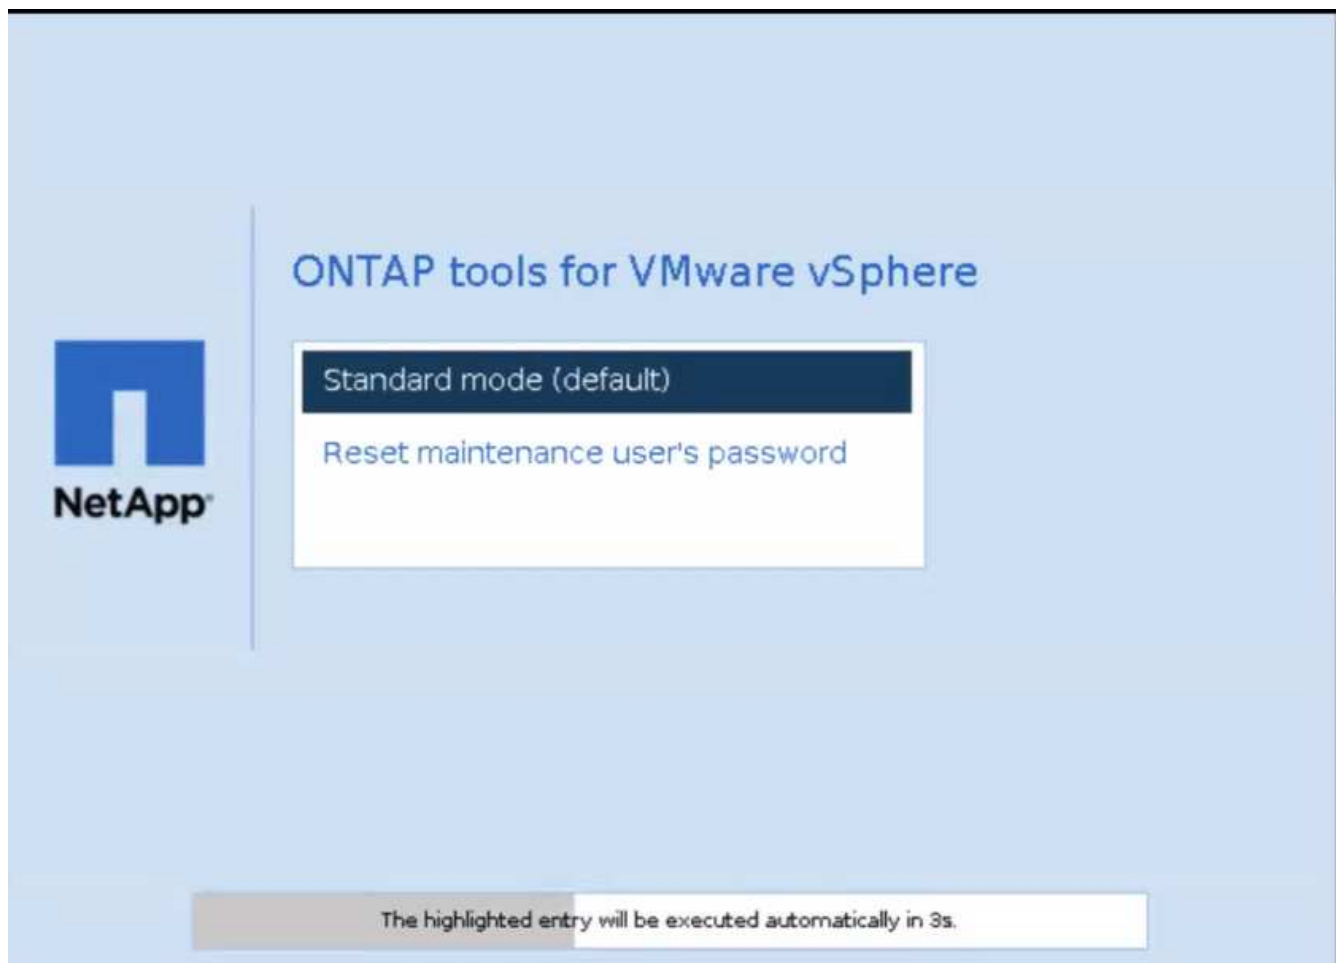 ONTAP tools for VMware vSphere
Standard mode (default)
Reset maintenance user's password
NetApp
The highlighted entry will be executed automatically in 3s.